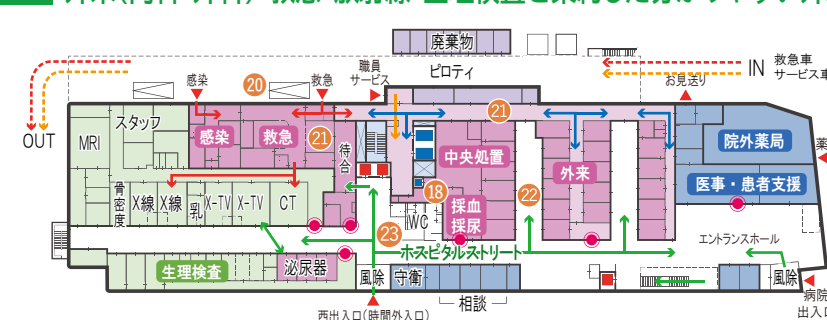 廃棄物
感染
⑳
救急
職員
サービス
ピロティ
IN
救急車
サービス車
お見送り
OUT
MRI
スタッフ
感染
救急
㉑
待合
中央処置
㉑
外来
院外薬局
医事・患者支援
薬
骨密度
X線
X線
乳
X-TV
X-TV
CT
⑱
採血
採尿
WC
㉒
㉓
ホスピタルストリート
エントランスホール
生理検査
泌尿器
風除
守衛
相談
風除
病院
出入口
西出入口(時間外入口)